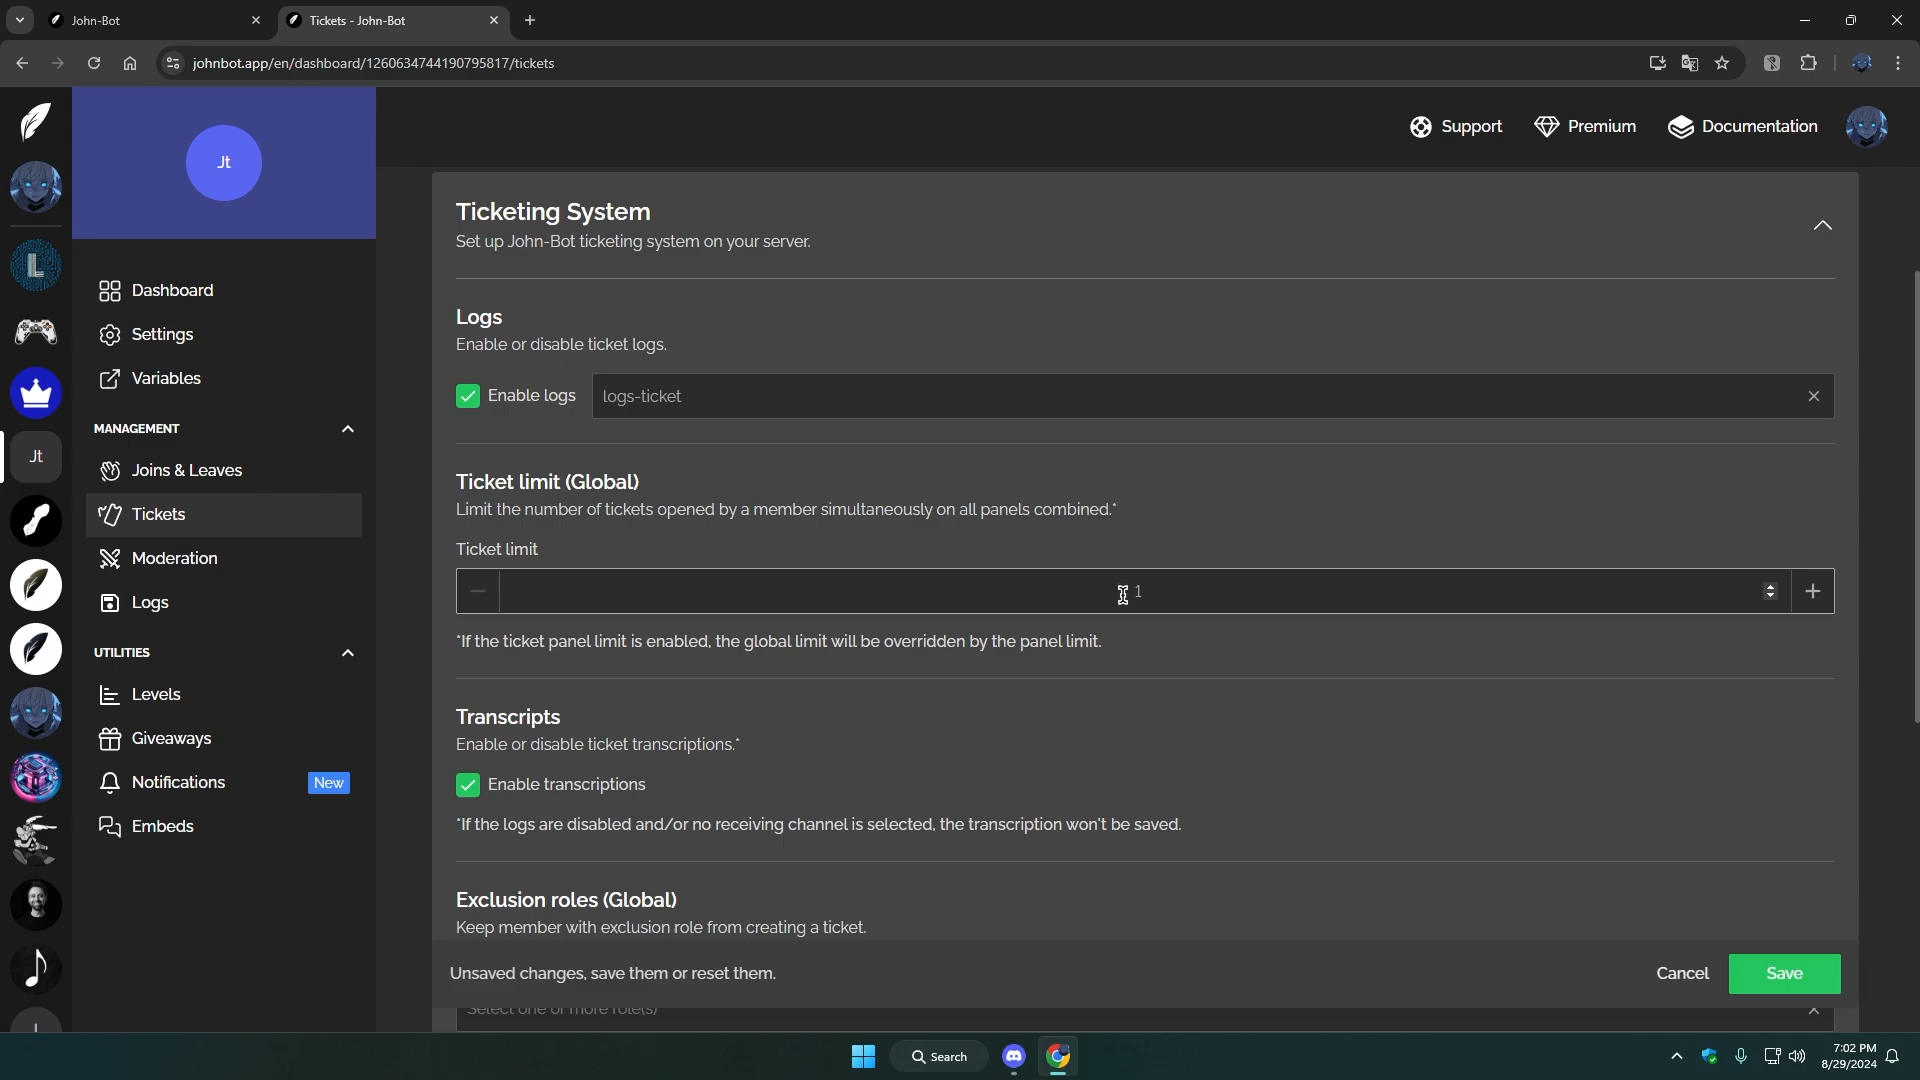 John-Bot
Tickets - John-Bot
johnbot.app/en/dashboard/1260634744190795817/tickets
Support
Premium
Documentation
Jt
Jt
L
Dashboard
Settings
Variables
MANAGEMENT
Joins & Leaves
Tickets
Moderation
Logs
UTILITIES
Levels
Giveaways
Notifications
New
Embeds
Ticketing System
Set up John-Bot ticketing system on your server.
Logs
Enable or disable ticket logs.
Enable logs
logs-ticket
Ticket limit (Global)
Limit the number of tickets opened by a member simultaneously on all panels combined.*
Ticket limit
1
*If the ticket panel limit is enabled, the global limit will be overridden by the panel limit.
Transcripts
Enable or disable ticket transcriptions.*
Enable transcriptions
*If the logs are disabled and/or no receiving channel is selected, the transcription won't be saved.
Exclusion roles (Global)
Keep member with exclusion role from creating a ticket.
Unsaved changes, save them or reset them.
Cancel
Save
Select one or more role(s)
Search
7:02 PM
8/29/2024